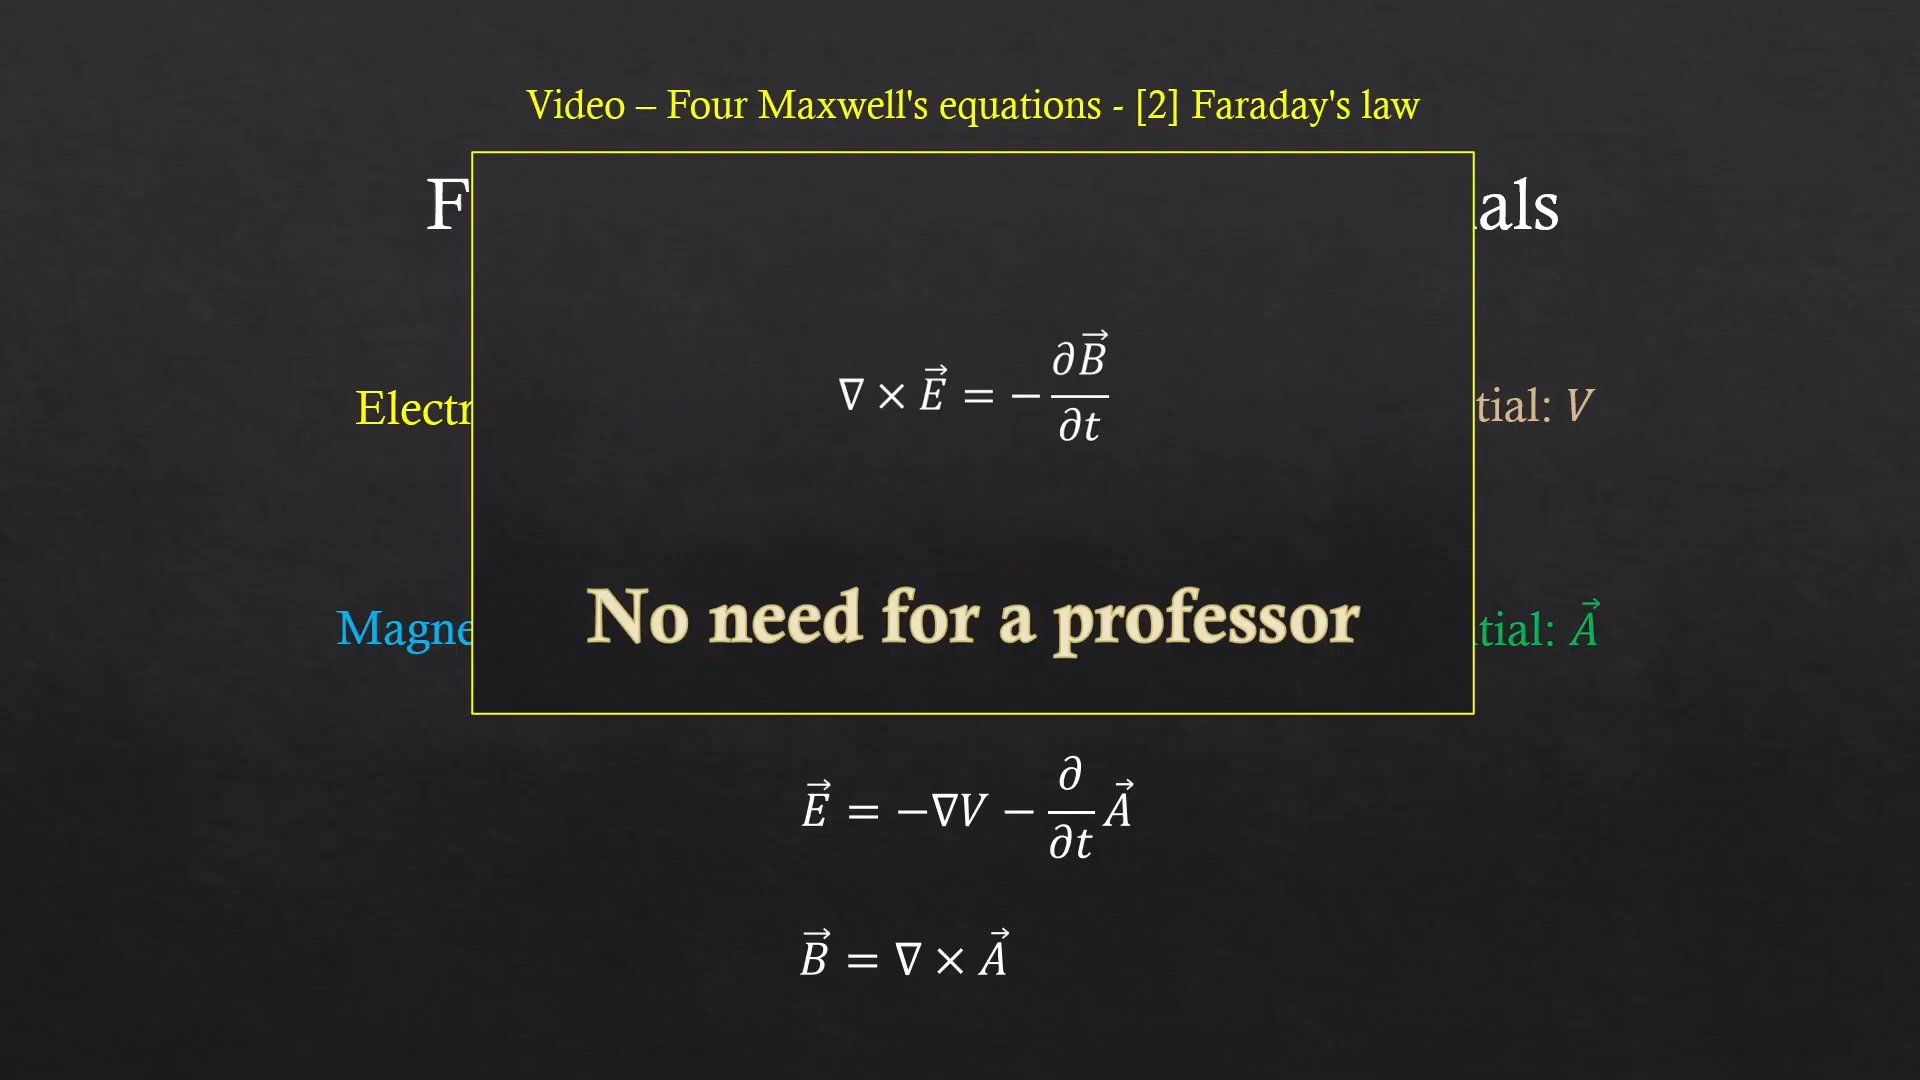 Video – Four Maxwell's equations - [2] Faraday's law
F als
∇ × E⃗ = − ∂B⃗/∂t
Electr tial: V
No need for a professor
Magne tial: A⃗
E⃗ = −∇V − ∂/∂t A⃗
B⃗ = ∇ × A⃗